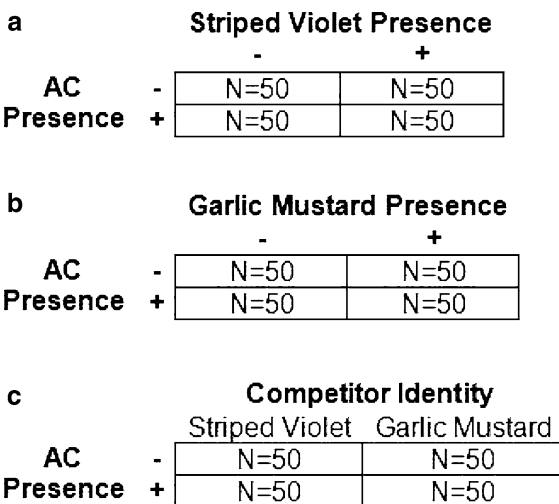 a Striped Violet Presence
- +
AC - N=50 N=50
Presence + N=50 N=50
b Garlic Mustard Presence
- +
AC - N=50 N=50
Presence + N=50 N=50
c Competitor Identity
Striped Violet Garlic Mustard
AC - N=50 N=50
Presence + N=50 N=50